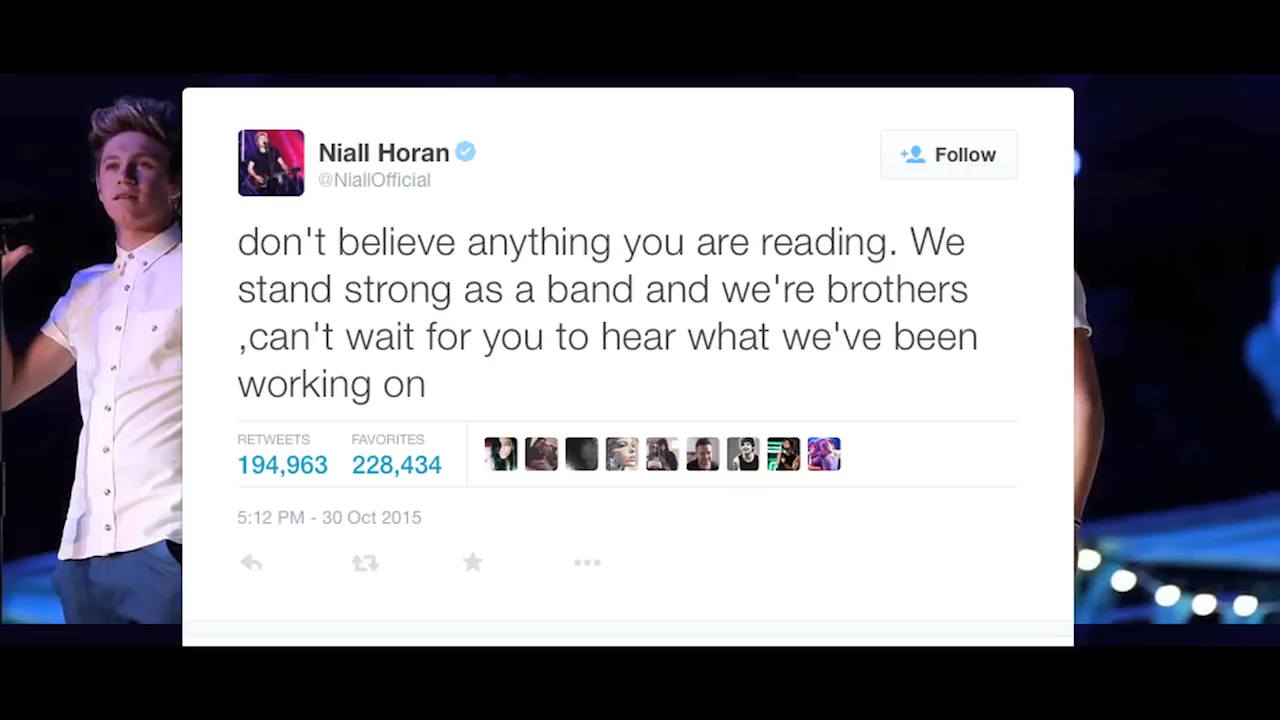 Niall Horan
@NiallOfficial
Follow
don't believe anything you are reading. We
stand strong as a band and we're brothers
,can't wait for you to hear what we've been
working on
RETWEETS FAVORITES
194,963 228,434
5:12 PM - 30 Oct 2015